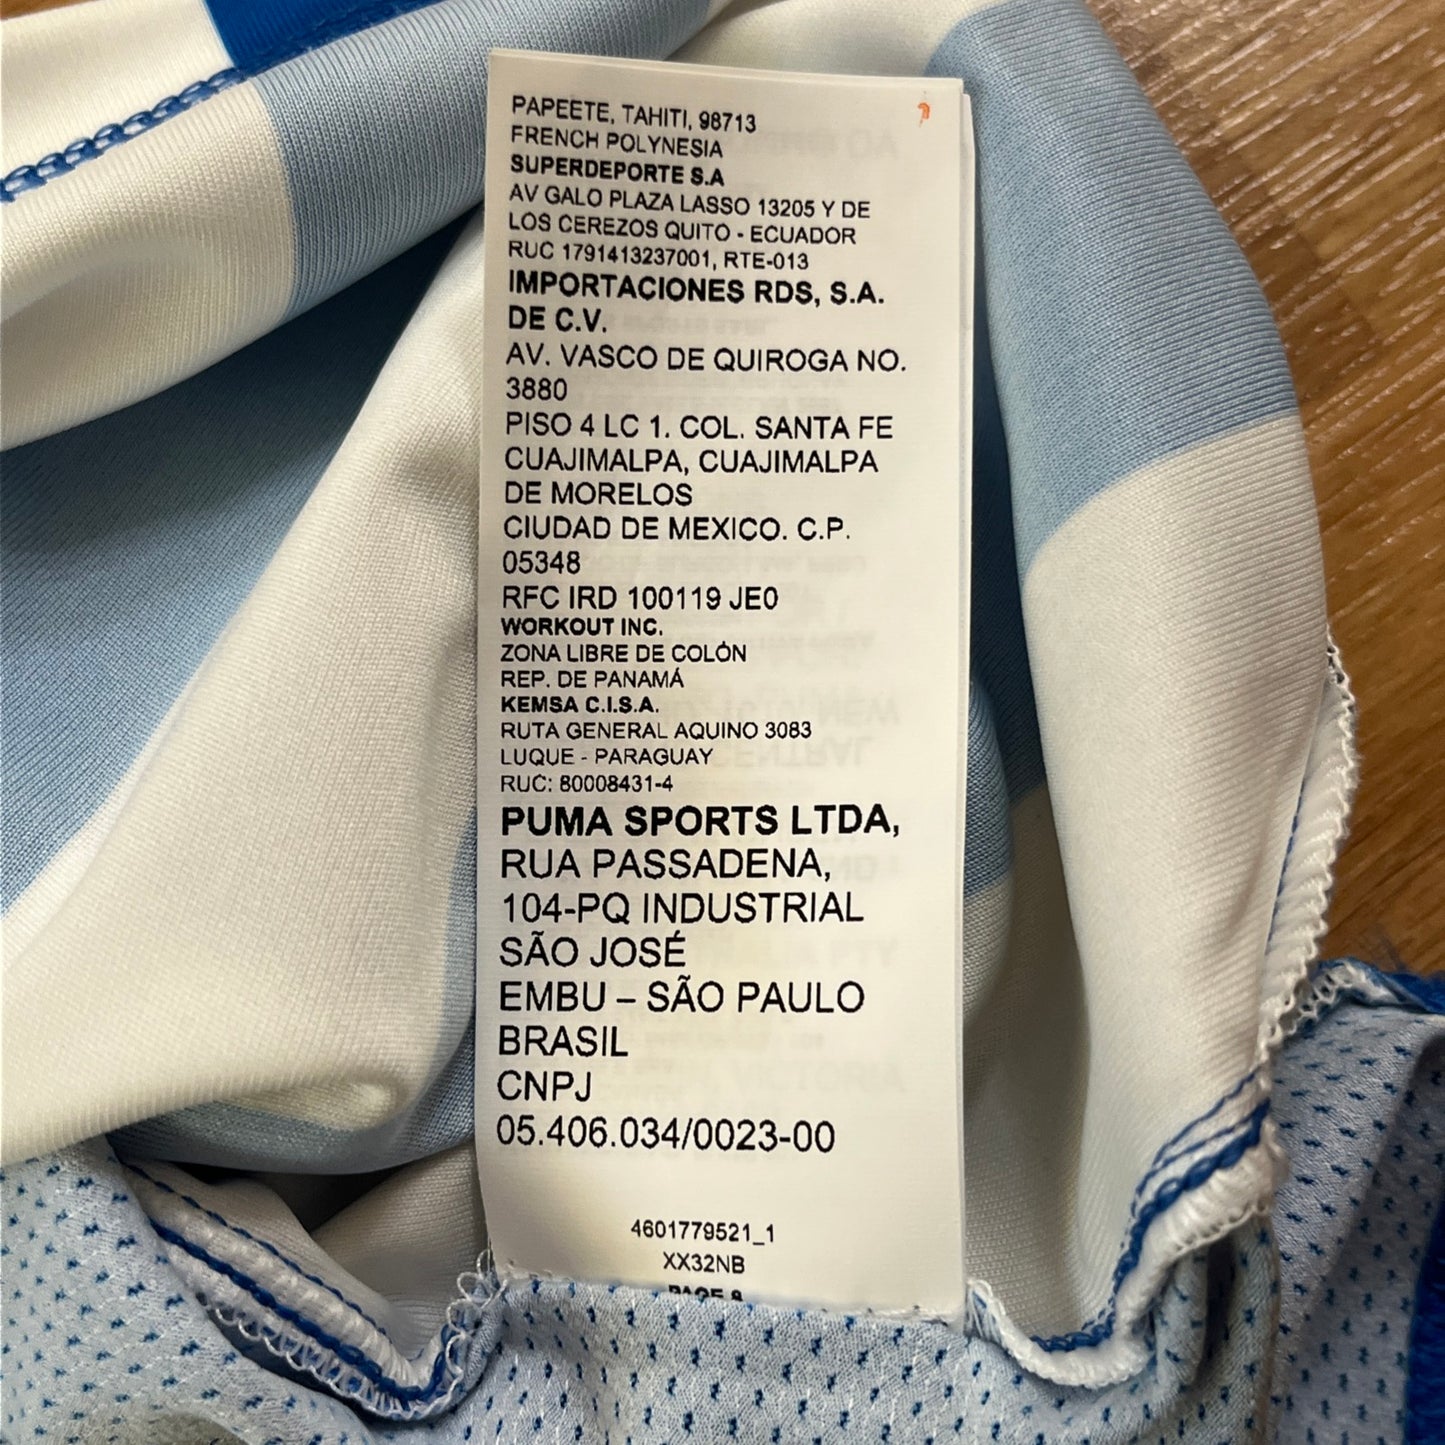 PAPEETE, TAHITI, 98713
FRENCH POLYNESIA
SUPERDEPORTE S.A
AV GALO PLAZA LASSO 13205 Y DE
LOS CEREZOS QUITO - ECUADOR
RUC 1791413237001, RTE-013
IMPORTACIONES RDS, S.A.
DE C.V.
AV. VASCO DE QUIROGA NO.
3880
PISO 4 LC 1. COL. SANTA FE
CUAJIMALPA, CUAJIMALPA
DE MORELOS
CIUDAD DE MEXICO. C.P.
05348
RFC IRD 100119 JE0
WORKOUT INC.
ZONA LIBRE DE COLÓN
REP. DE PANAMÁ
KEMSA C.I.S.A.
RUTA GENERAL AQUINO 3083
LUQUE - PARAGUAY
RUC: 80008431-4
PUMA SPORTS LTDA,
RUA PASSADENA,
104-PQ INDUSTRIAL
SÃO JOSÉ
EMBU – SÃO PAULO
BRASIL
CNPJ
05.406.034/0023-00
4601779521_1
XX32NB
PAGE 8